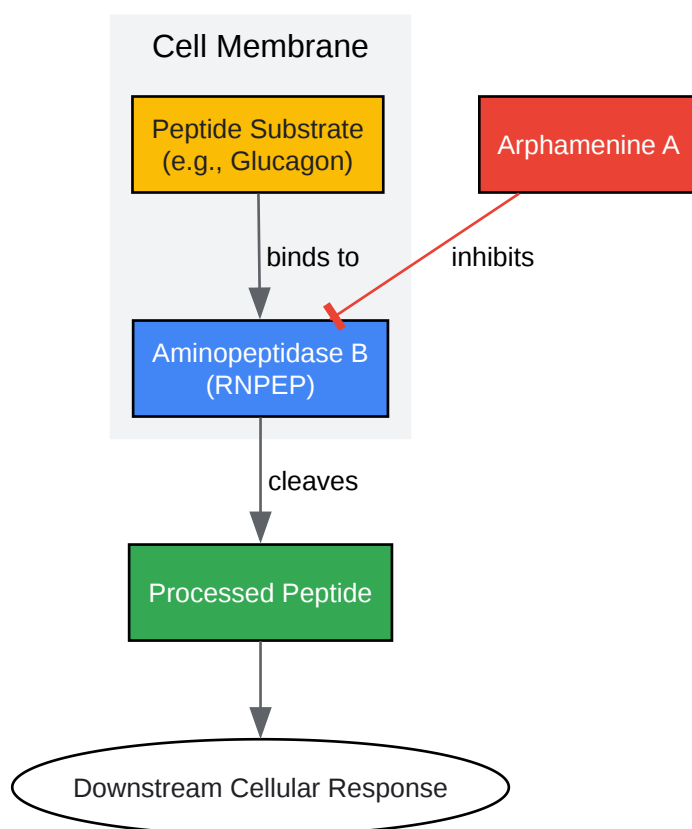 Cell Membrane
Peptide Substrate
(e.g., Glucagon)
Arphamenine A
binds to
inhibits
Aminopeptidase B
(RNPEP)
cleaves
Processed Peptide
Downstream Cellular Response